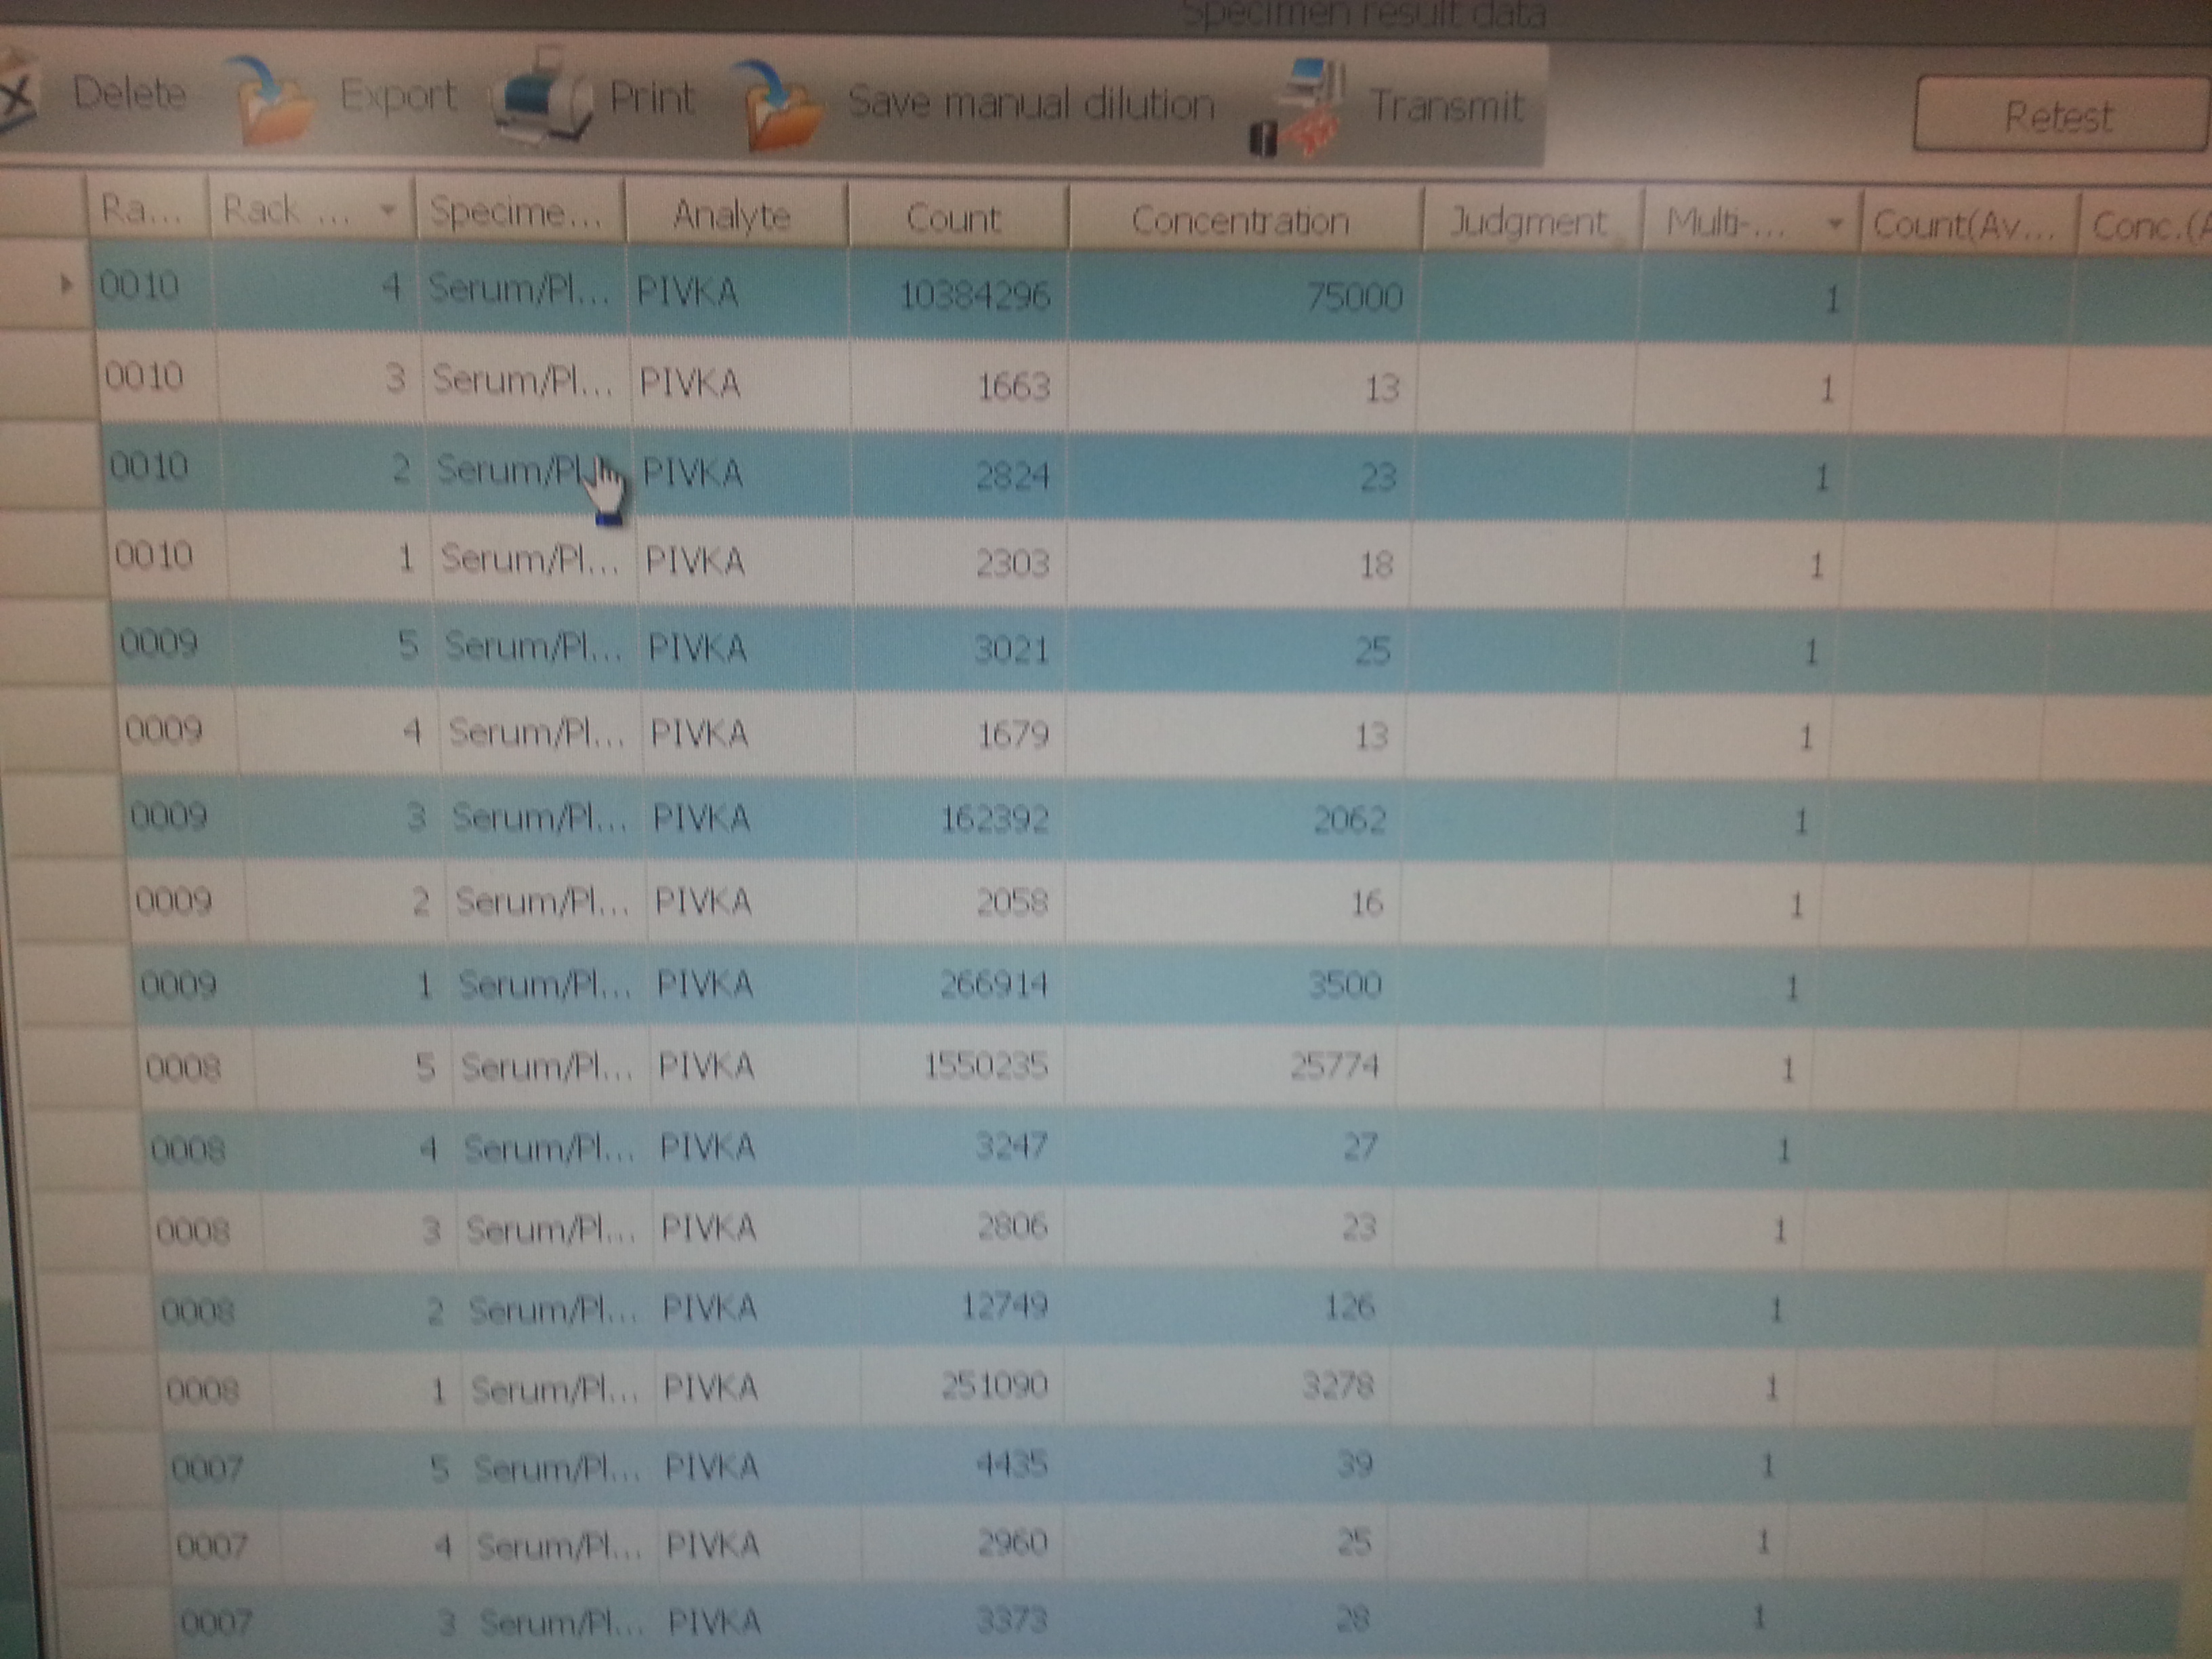 Specimen result data
Delete Export Print Save manual dilution Transmit Retest
Ra... Rack ... Specime... Analyte Count Concentration Judgment Multi-... Count(Av... Conc.(A
0010 4 Serum/Pl... PIVKA 10384296 75000 1
0010 3 Serum/Pl... PIVKA 1663 13 1
0010 2 Serum/Pl PIVKA 2824 23 1
0010 1 Serum/Pl... PIVKA 2303 18 1
0009 5 Serum/Pl... PIVKA 3021 25 1
0009 4 Serum/Pl... PIVKA 1679 13 1
0009 3 Serum/Pl... PIVKA 162392 2062 1
0009 2 Serum/Pl... PIVKA 2058 16 1
0009 1 Serum/Pl... PIVKA 266914 3500 1
0008 5 Serum/Pl... PIVKA 1550235 25774 1
0008 4 Serum/Pl... PIVKA 3247 27 1
0008 3 Serum/Pl... PIVKA 2806 23 1
0008 2 Serum/Pl... PIVKA 12749 126 1
0008 1 Serum/Pl... PIVKA 251090 3278 1
0007 5 Serum/Pl... PIVKA 4435 39 1
0007 4 Serum/Pl... PIVKA 2960 25 1
0007 3 Serum/Pl... PIVKA 3373 28 1